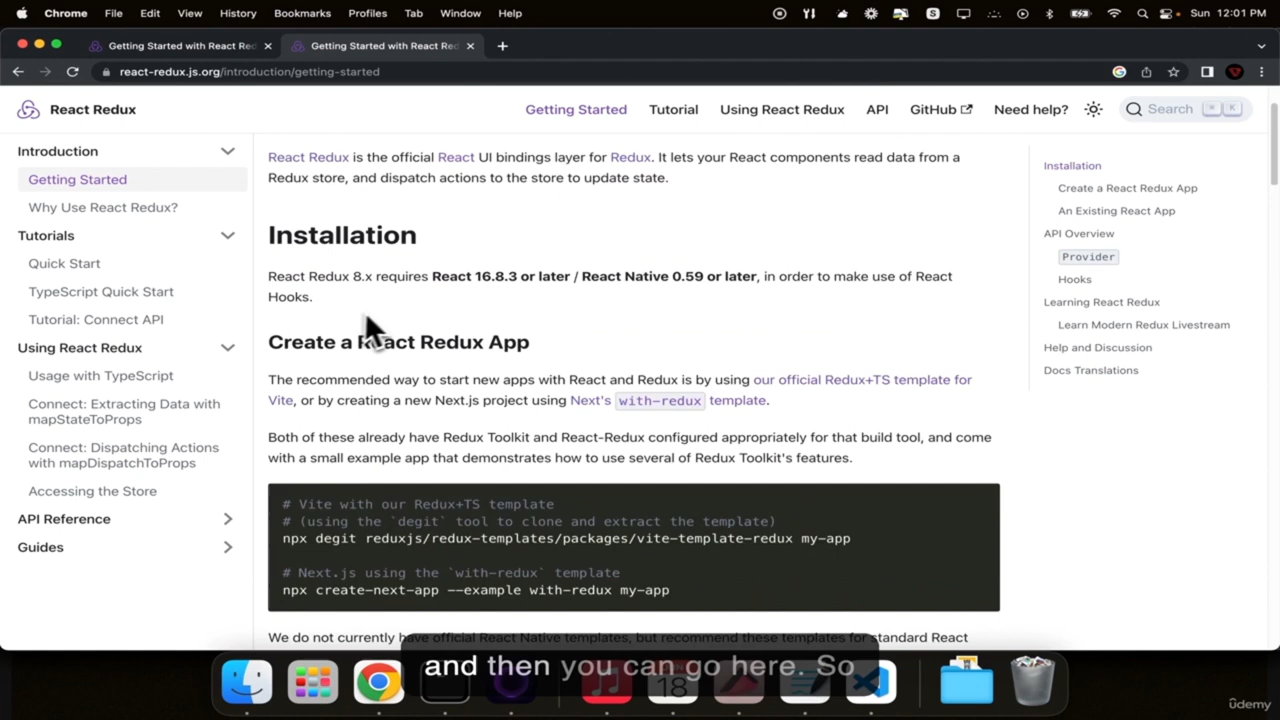 Chrome File Edit View History Bookmarks Profiles Tab Window Help Sun 12:01 PM
Getting Started with React Red Getting Started with React Red
react-redux.js.org/introduction/getting-started
React Redux Getting Started Tutorial Using React Redux API GitHub Need help? Search K
Introduction
Getting Started
Why Use React Redux?
Tutorials
Quick Start
TypeScript Quick Start
Tutorial: Connect API
Using React Redux
Usage with TypeScript
Connect: Extracting Data with
mapStateToProps
Connect: Dispatching Actions
with mapDispatchToProps
Accessing the Store
API Reference
Guides
React Redux is the official React UI bindings layer for Redux. It lets your React components read data from a
Redux store, and dispatch actions to the store to update state.
Installation
React Redux 8.x requires React 16.8.3 or later / React Native 0.59 or later, in order to make use of React
Hooks.
Create a React Redux App
The recommended way to start new apps with React and Redux is by using our official Redux+TS template for
Vite, or by creating a new Next.js project using Next's with-redux template.
Both of these already have Redux Toolkit and React-Redux configured appropriately for that build tool, and come
with a small example app that demonstrates how to use several of Redux Toolkit's features.
# Vite with our Redux+TS template
# (using the `degit` tool to clone and extract the template)
npx degit reduxjs/redux-templates/packages/vite-template-redux my-app
# Next.js using the `with-redux` template
npx create-next-app --example with-redux my-app
We do not currently have official React Native templates, but recommend these templates for standard React
Installation
Create a React Redux App
An Existing React App
API Overview
Provider
Hooks
Learning React Redux
Learn Modern Redux Livestream
Help and Discussion
Docs Translations
and then you can go here. So
18
udemy